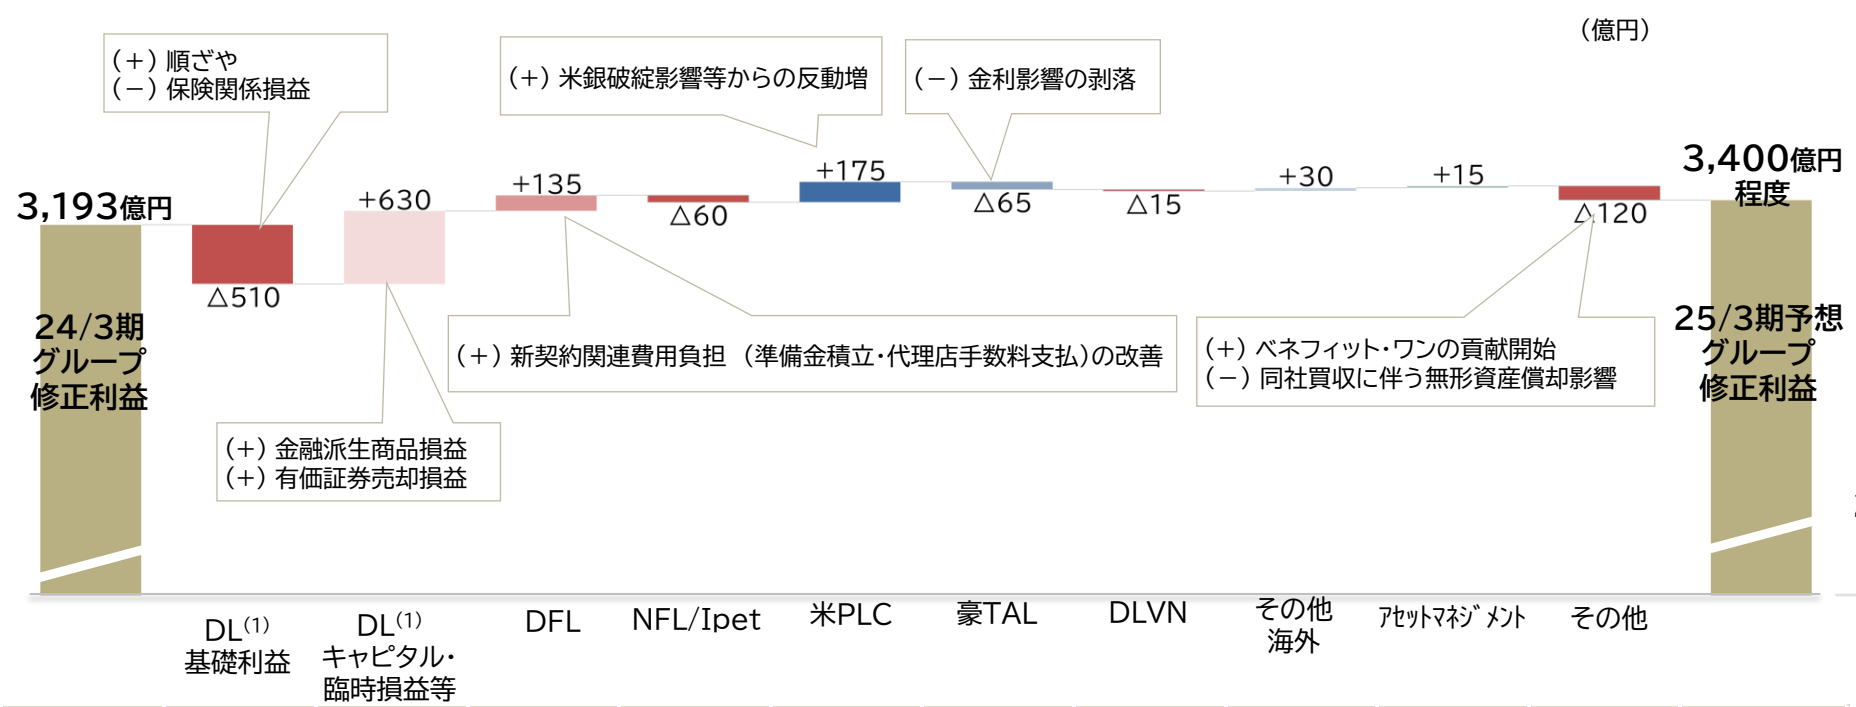 （億円）
（＋）順ざや
（－）保険関係損益
（＋）米銀破綻影響等からの反動増
（－）金利影響の剥落
3,193億円
△510
+630
+135
△60
+175
△65
△15
+30
+15
△120
3,400億円
程度
24/3期
グループ
修正利益
（＋）新契約関連費用負担 （準備金積立・代理店手数料支払）の改善
（＋）ベネフィット・ワンの貢献開始
（－）同社買収に伴う無形資産償却影響
25/3期予想
グループ
修正利益
（＋）金融派生商品損益
（＋）有価証券売却損益
DL(1)
基礎利益
DL(1)
キャピタル・
臨時損益等
DFL
NFL/Ipet
米PLC
豪TAL
DLVN
その他
海外
ｱｾｯﾄﾏﾈｼﾞﾒﾝﾄ
その他